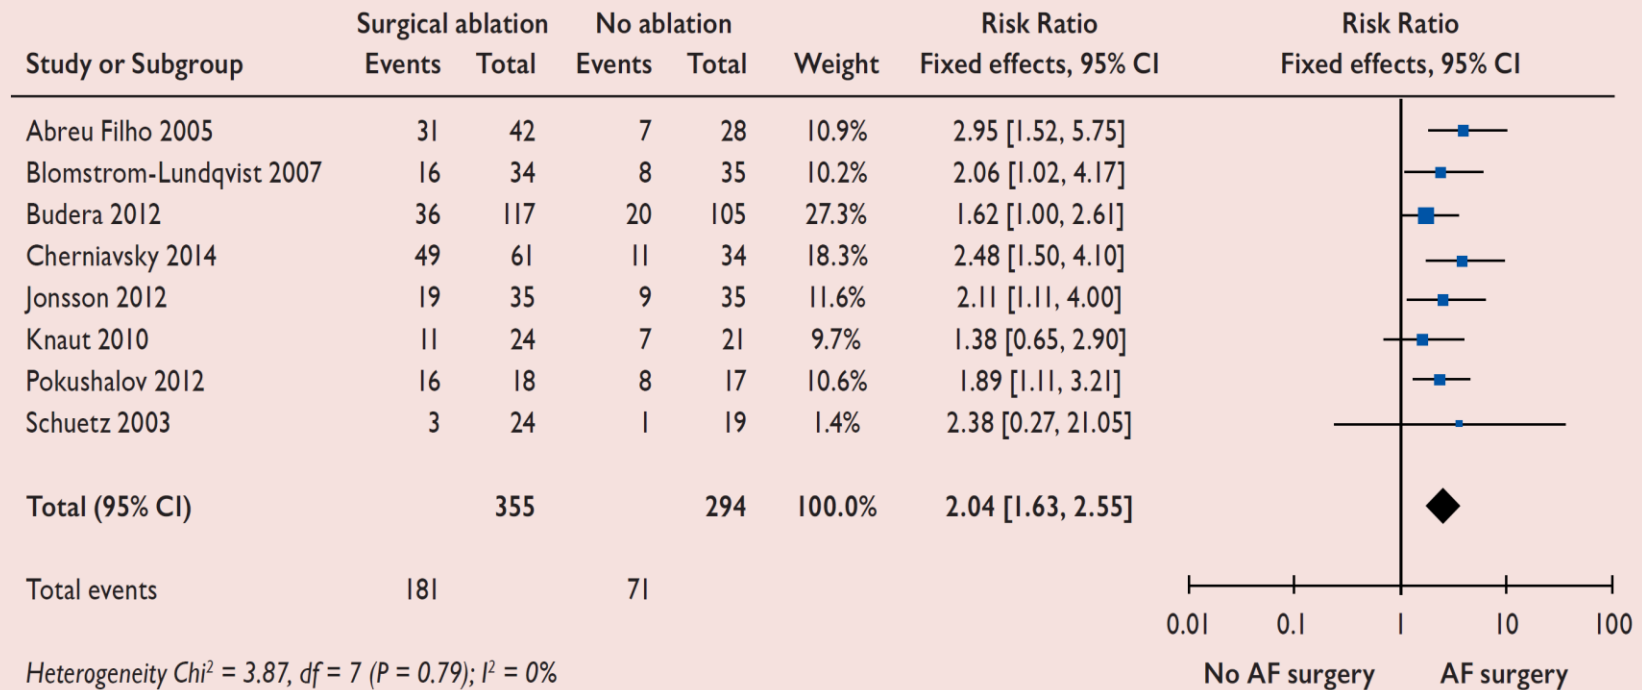 Surgical ablation No ablation Risk Ratio Risk Ratio
Study or Subgroup Events Total Events Total Weight Fixed effects, 95% CI Fixed effects, 95% CI
Abreu Filho 2005 31 42 7 28 10.9% 2.95 [1.52, 5.75]
Blomstrom-Lundqvist 2007 16 34 8 35 10.2% 2.06 [1.02, 4.17]
Budera 2012 36 117 20 105 27.3% 1.62 [1.00, 2.61]
Cherniavsky 2014 49 61 11 34 18.3% 2.48 [1.50, 4.10]
Jonsson 2012 19 35 9 35 11.6% 2.11 [1.11, 4.00]
Knaut 2010 11 24 7 21 9.7% 1.38 [0.65, 2.90]
Pokushalov 2012 16 18 8 17 10.6% 1.89 [1.11, 3.21]
Schuetz 2003 3 24 1 19 1.4% 2.38 [0.27, 21.05]
Total (95% CI) 355 294 100.0% 2.04 [1.63, 2.55]
Total events 181 71
0.01 0.1 1 10 100
Heterogeneity Chi² = 3.87, df = 7 (P = 0.79); I² = 0% No AF surgery AF surgery